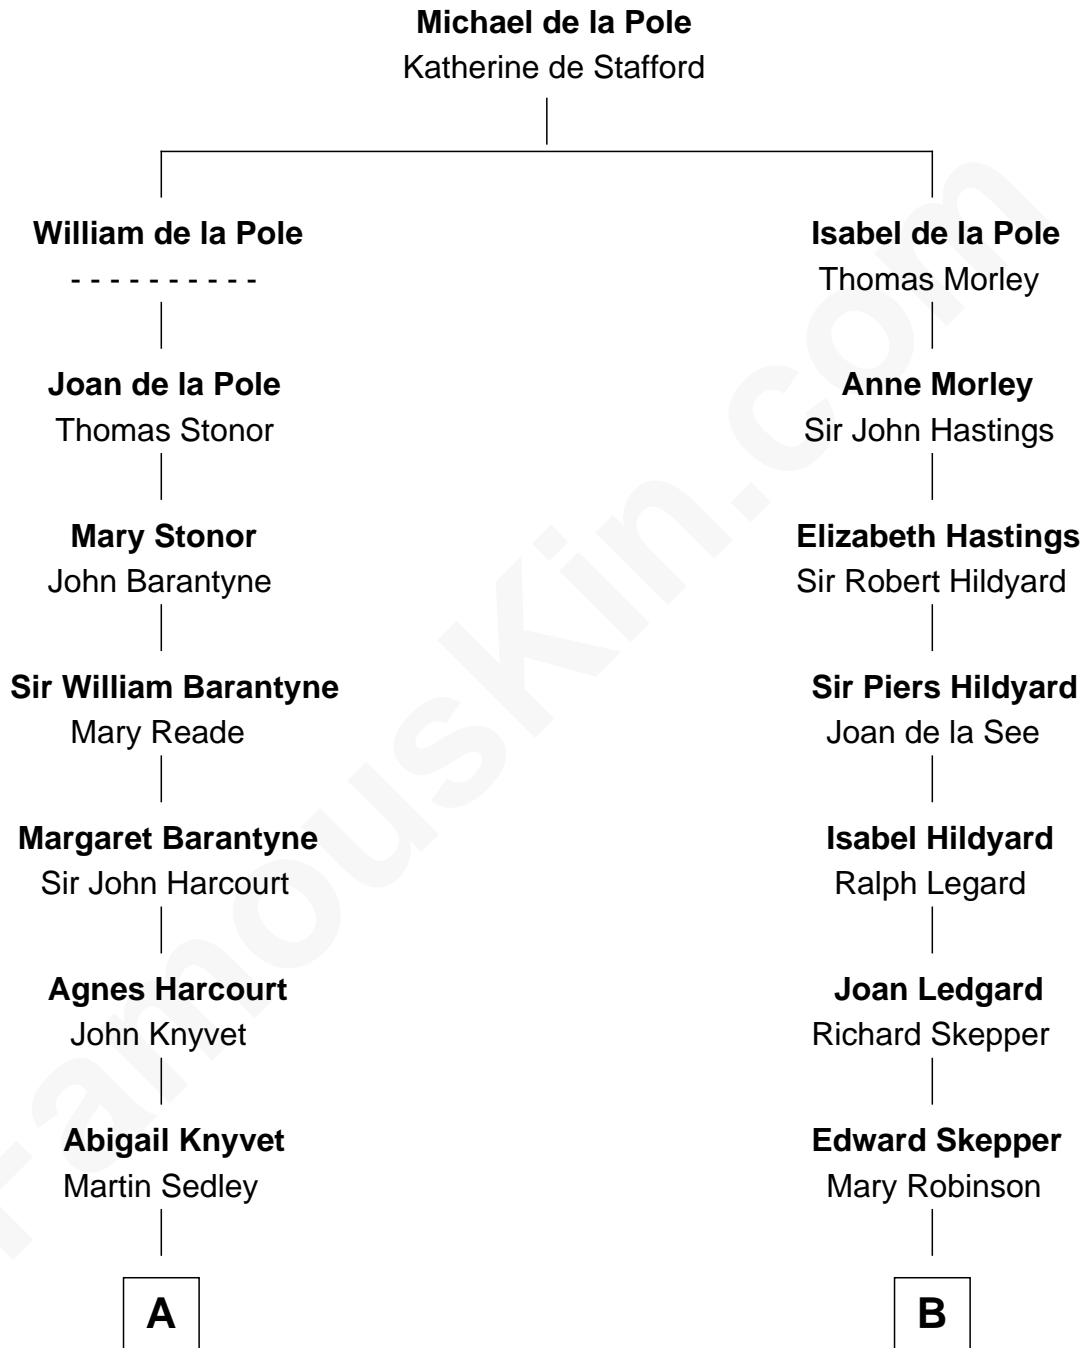 Michael de la Pole
Katherine de Stafford
William de la Pole
- - - - - - - - - -
Joan de la Pole
Thomas Stonor
Mary Stonor
John Barantyne
Sir William Barantyne
Mary Reade
Margaret Barantyne
Sir John Harcourt
Agnes Harcourt
John Knyvet
Abigail Knyvet
Martin Sedley
A
Isabel de la Pole
Thomas Morley
Anne Morley
Sir John Hastings
Elizabeth Hastings
Sir Robert Hildyard
Sir Piers Hildyard
Joan de la See
Isabel Hildyard
Ralph Legard
Joan Ledgard
Richard Skepper
Edward Skepper
Mary Robinson
B
FamousKin.com